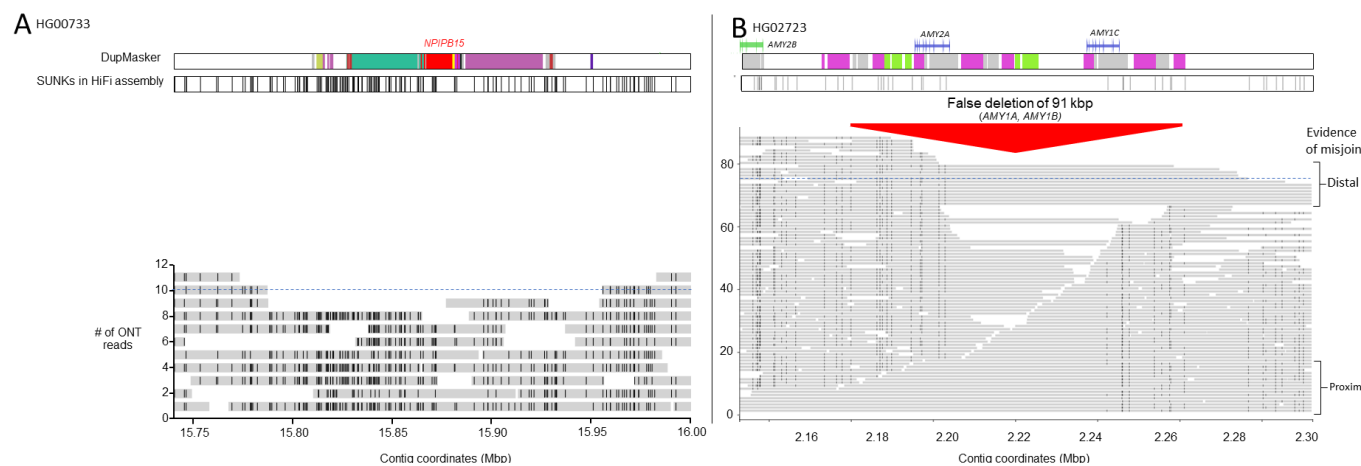 A HG00733
NPIPB15
DupMasker
SUNKs in HiFi assembly
12
10
8
# of ONT
reads
6
4
2
0
15.75 15.80 15.85 15.90 15.95 16.00
Contig coordinates (Mbp)
B HG02723
AMY2B
AMY2A
AMY1C
False deletion of 91 kbp
(AMY1A, AMY1B)
Evidence
of misjoin
Distal
80
60
40
20
Proxim
0
2.16 2.18 2.20 2.22 2.24 2.26 2.28 2.30
Contig coordinates (Mbp)